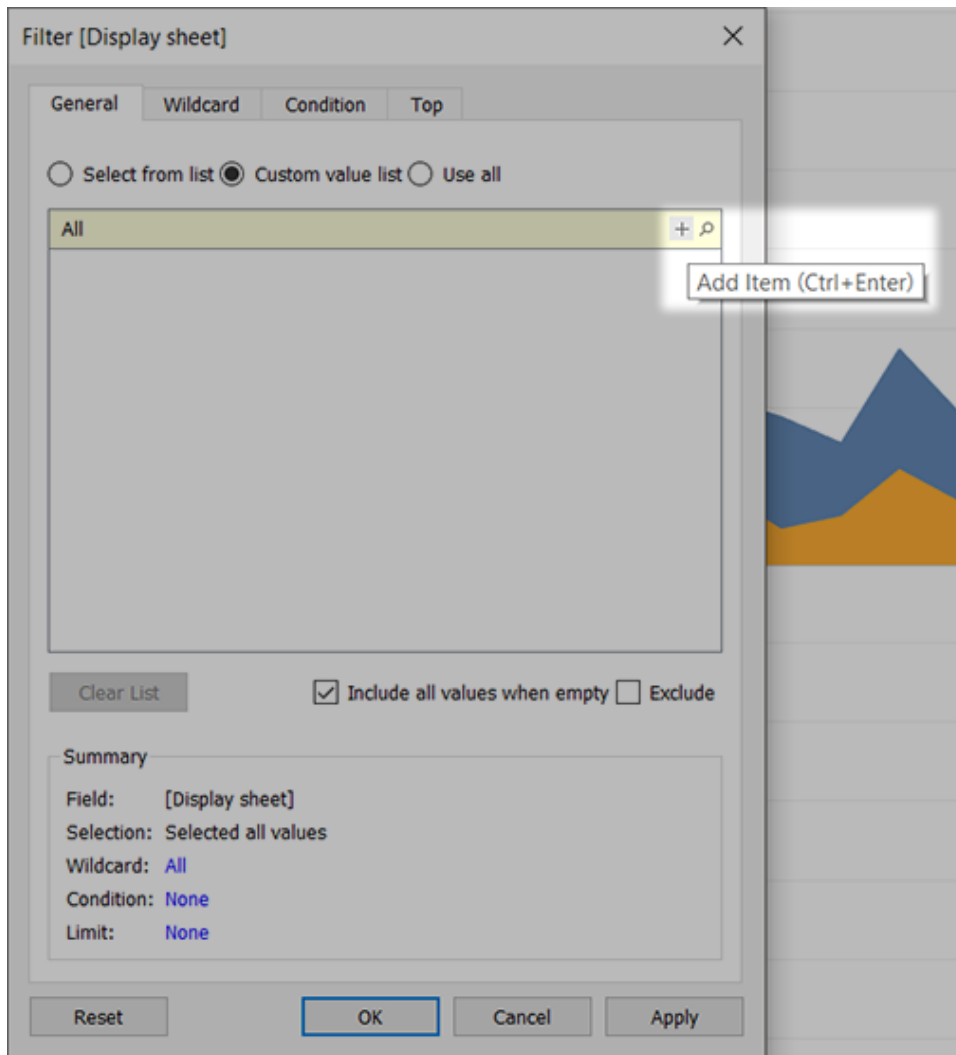 Filter [Display sheet]
General Wildcard Condition Top
Select from list Custom value list Use all
All
Add Item (Ctrl+Enter)
Clear List Include all values when empty Exclude
Summary
Field: [Display sheet]
Selection: Selected all values
Wildcard: All
Condition: None
Limit: None
Reset OK Cancel Apply